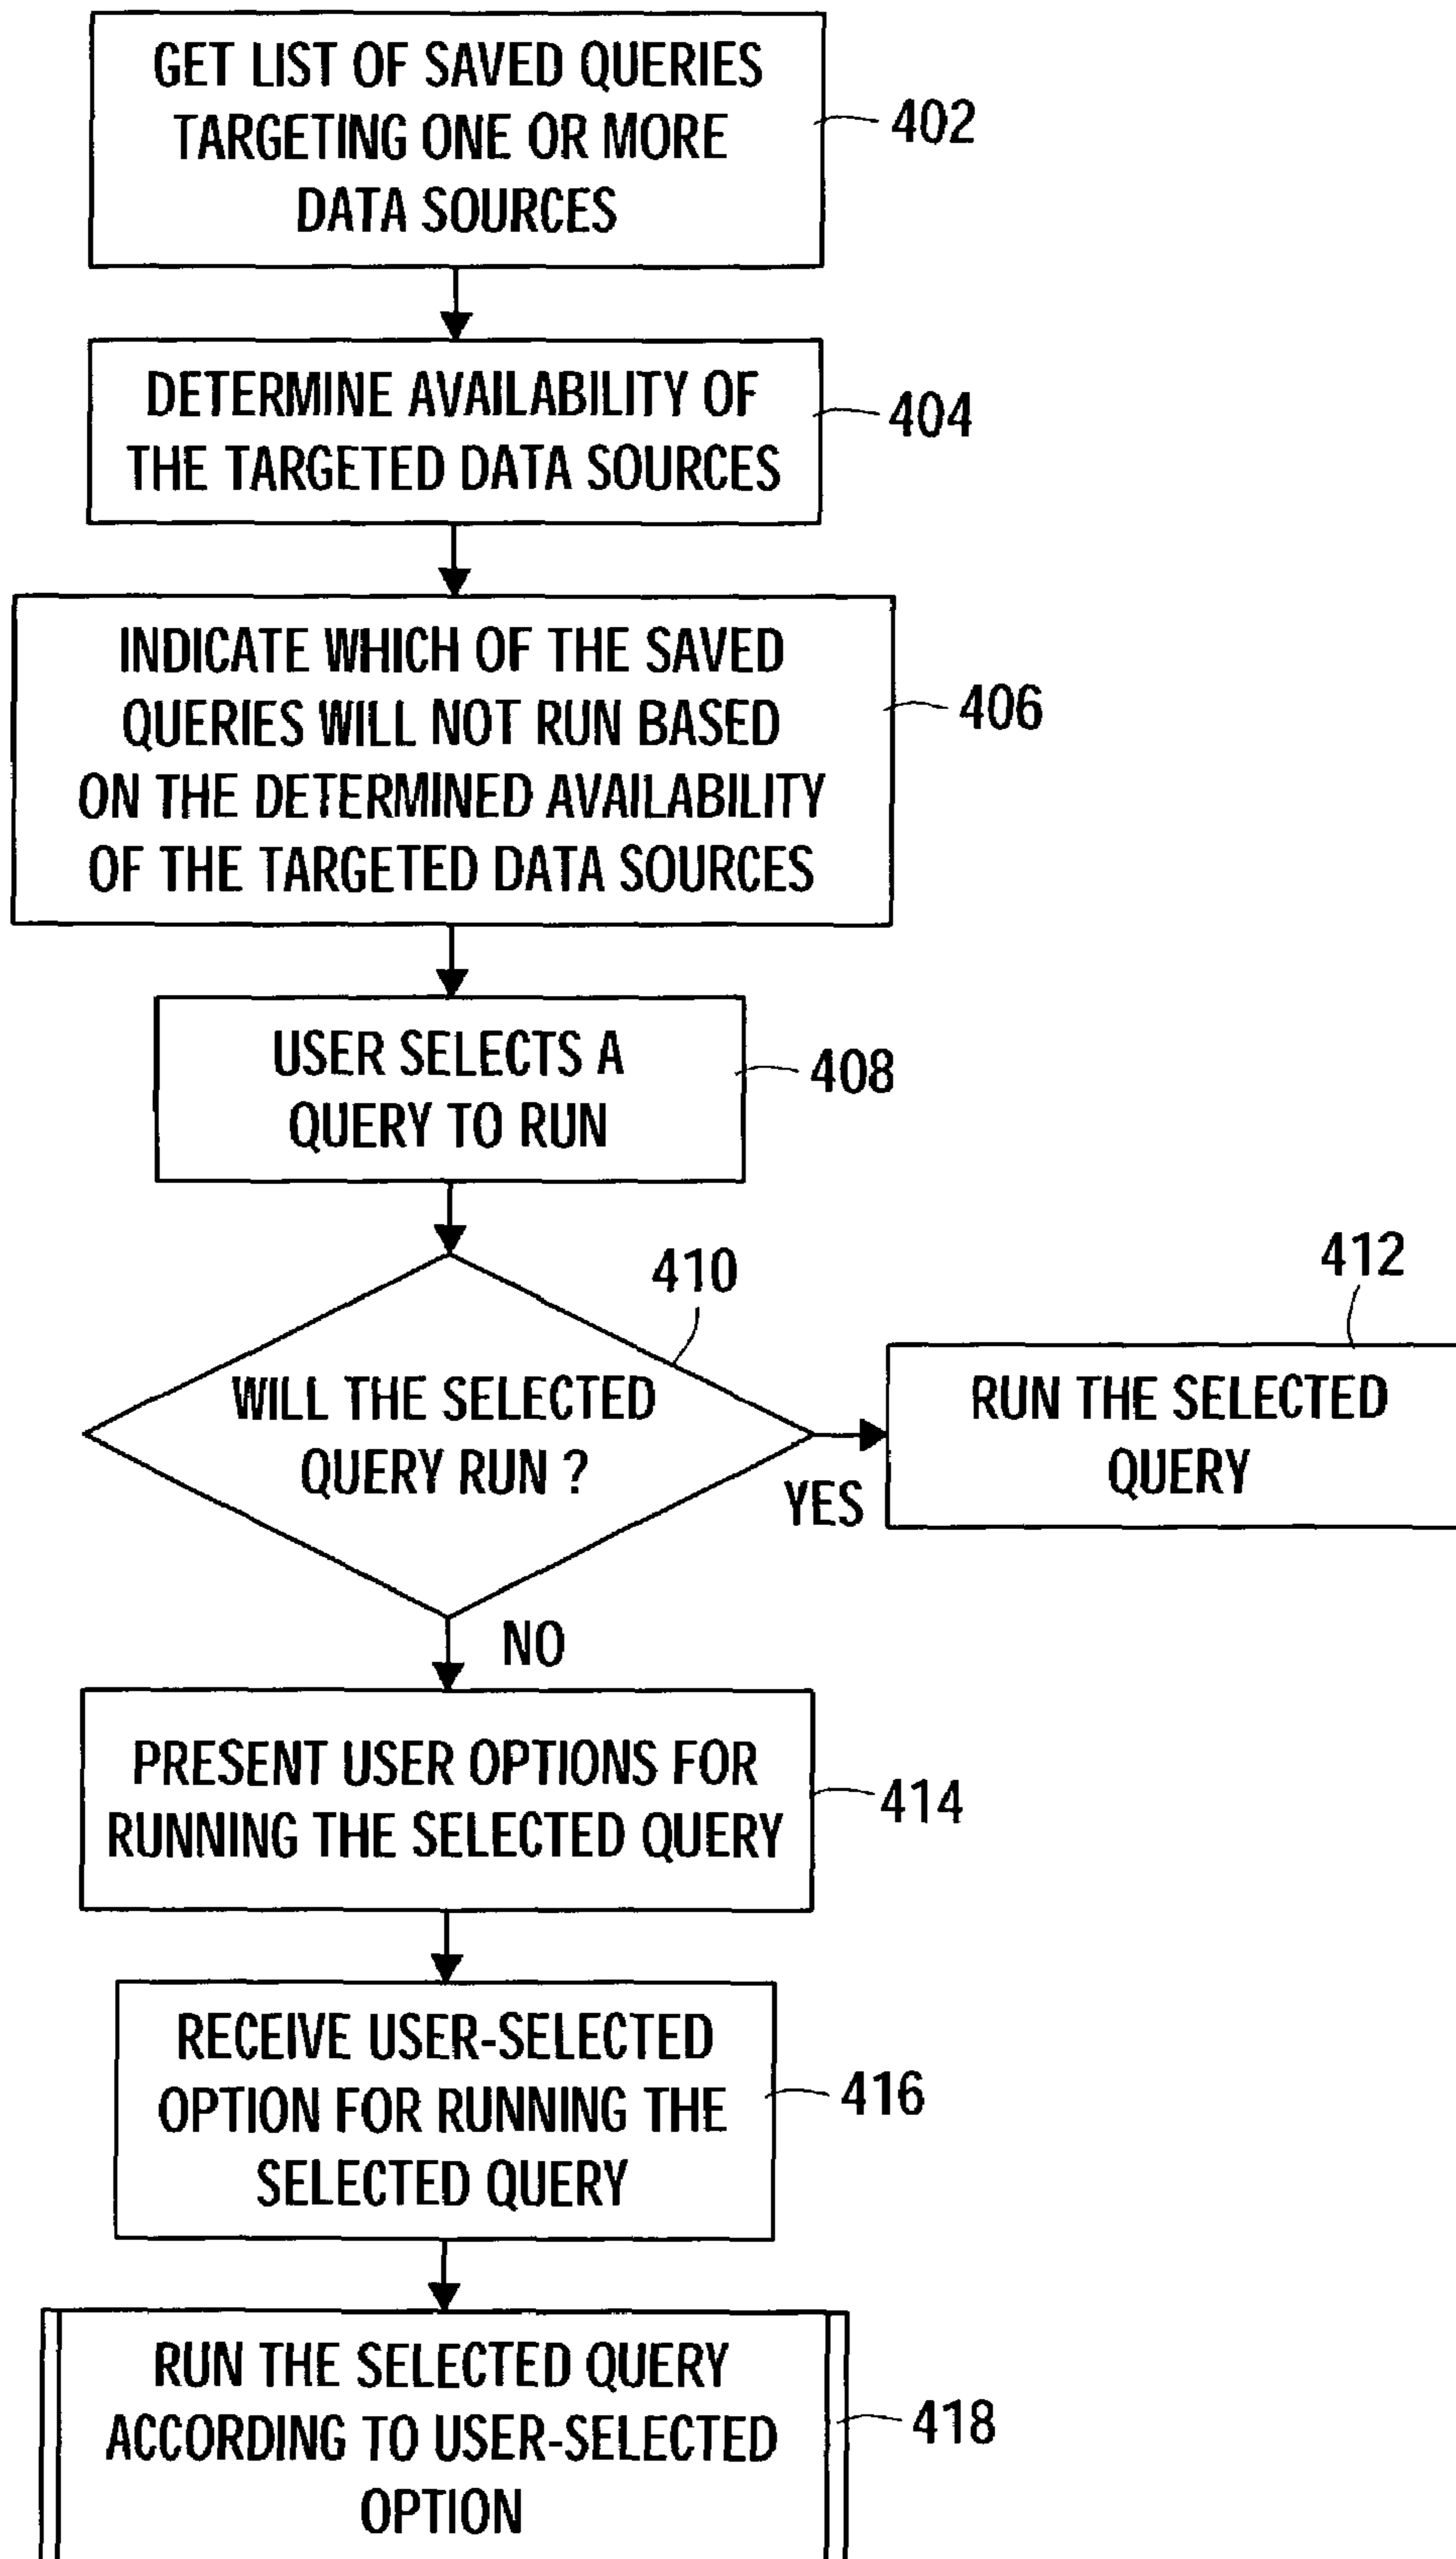 GET LIST OF SAVED QUERIES
TARGETING ONE OR MORE
DATA SOURCES
402
DETERMINE AVAILABILITY OF
THE TARGETED DATA SOURCES
404
INDICATE WHICH OF THE SAVED
QUERIES WILL NOT RUN BASED
ON THE DETERMINED AVAILABILITY
OF THE TARGETED DATA SOURCES
406
USER SELECTS A
QUERY TO RUN
408
410
WILL THE SELECTED
QUERY RUN ?
YES
412
RUN THE SELECTED
QUERY
NO
PRESENT USER OPTIONS FOR
RUNNING THE SELECTED QUERY
414
RECEIVE USER-SELECTED
OPTION FOR RUNNING THE
SELECTED QUERY
416
RUN THE SELECTED QUERY
ACCORDING TO USER-SELECTED
OPTION
418